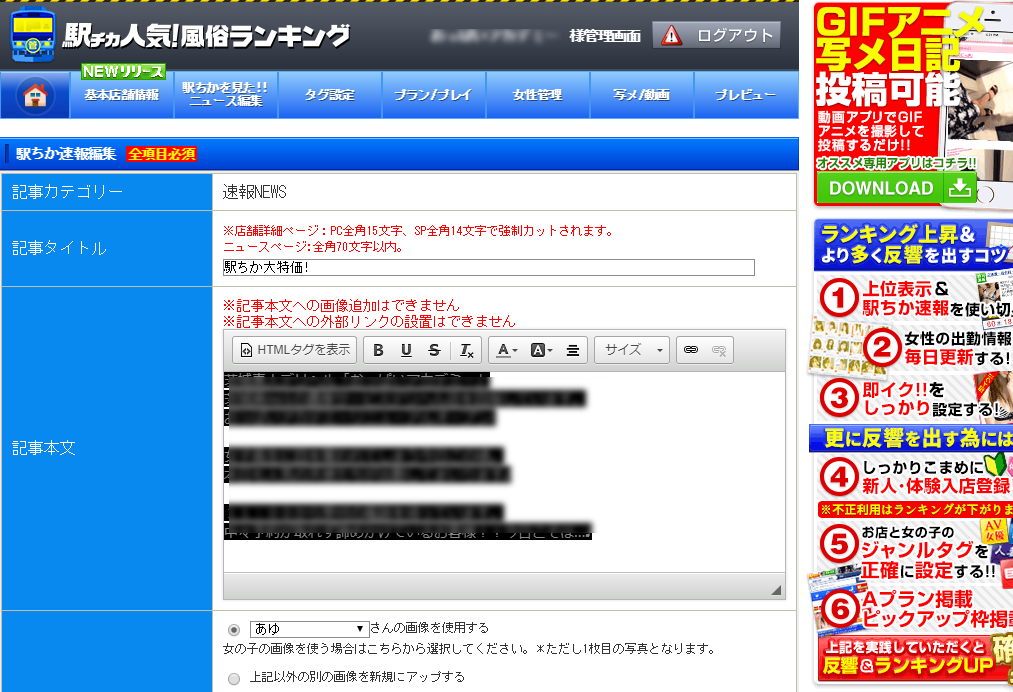 駅チカ人気!風俗ランキング
様管理画面
ログアウト
NEWリリース
基本店舗情報
駅ちかを見た!!
ニュース編集
タグ設定
プラン/プレイ
女性管理
写メ/動画
プレビュー
駅ちか速報編集 全項目必須
記事カテゴリー
速報NEWS
記事タイトル
※店舗詳細ページ：PC全角15文字、SP全角14文字で強制カットされます。
ニュースページ:全角70文字以内。
駅ちか大特価!
記事本文
※記事本文への画像追加はできません
※記事本文への外部リンクの設置はできません
HTMLタグを表示
B U S Tx A A サイズ
あゆ さんの画像を使用する
女の子の画像を使う場合はこちらから選択してください。＊ただし1枚目の写真となります。
上記以外の別の画像を新規にアップする
GIFアニメ
写メ日記
投稿可能
動画アプリでGIF
アニメを撮影して
投稿するだけ!!
オススメ専用アプリはコチラ!!
DOWNLOAD
ランキング上昇&
より多く反響を出すコツ
1 上位表示&
駅ちか速報を使い切
2 女性の出勤情報
毎日更新する!
3 即イク!!を
しっかり設定する!
更に反響を出す為には
4 しっかりこまめに
新人・体験入店登録
※不正利用はランキングが下がりま
5 お店と女の子の
ジャンルタグを
正確に設定する!!
AV
女優
6 Aプラン掲載
ピックアップ枠掲
上記を実践していただくと
反響&ランキングUP
確